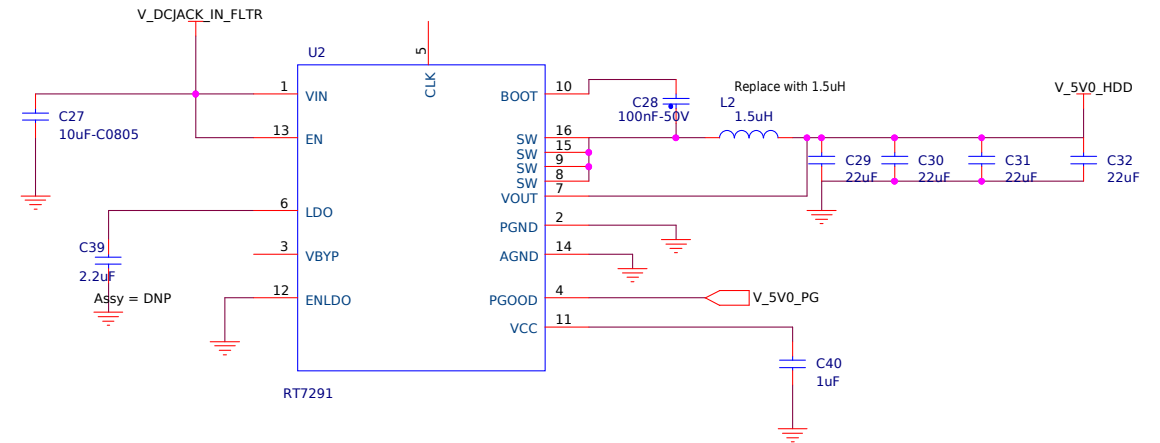 V_DCJACK_IN_FLTR
U2
5
CLK
1
VIN
13
EN
6
LDO
3
VBYP
12
ENLDO
10
BOOT
16
SW
15
SW
9
SW
8
SW
7
VOUT
2
PGND
14
AGND
4
PGOOD
11
VCC
RT7291
C27
10uF-C0805
C39
2.2uF
Assy = DNP
C28
100nF-50V
Replace with 1.5uH
L2
1.5uH
V_5V0_HDD
C29
22uF
C30
22uF
C31
22uF
C32
22uF
V_5V0_PG
C40
1uF